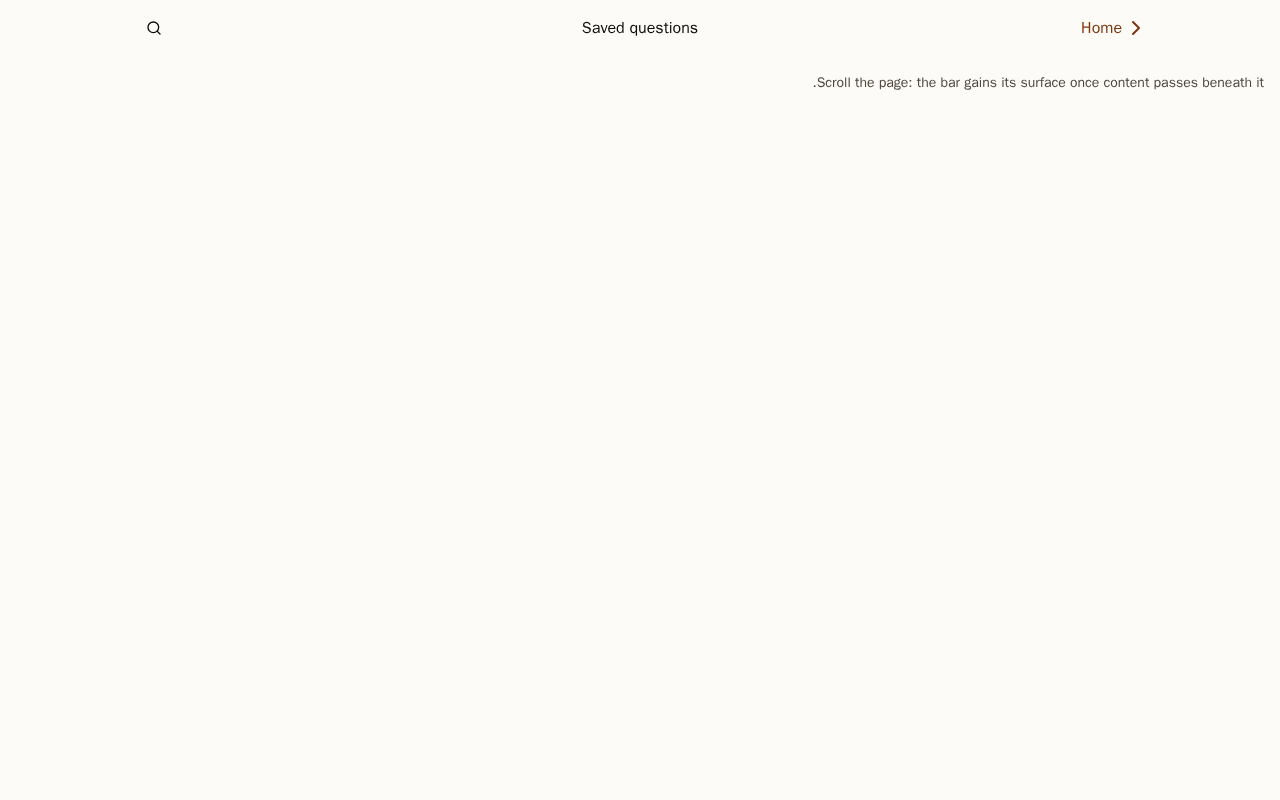 Home
Saved questions
.Scroll the page: the bar gains its surface once content passes beneath it